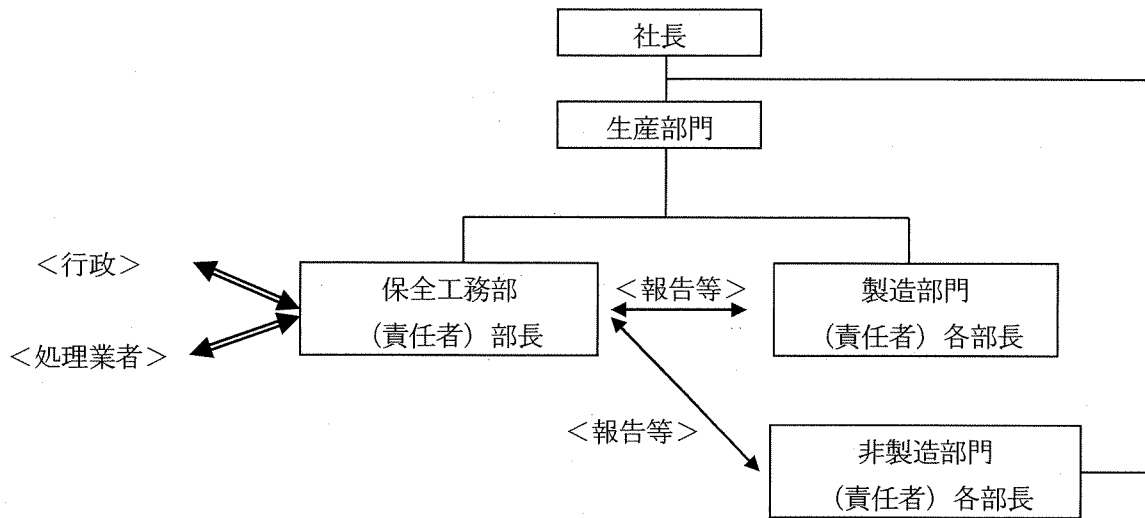 社長
生産部門
＜行政＞
＜処理業者＞
保全工務部
（責任者）部長
＜報告等＞
製造部門
（責任者）各部長
＜報告等＞
非製造部門
（責任者）各部長